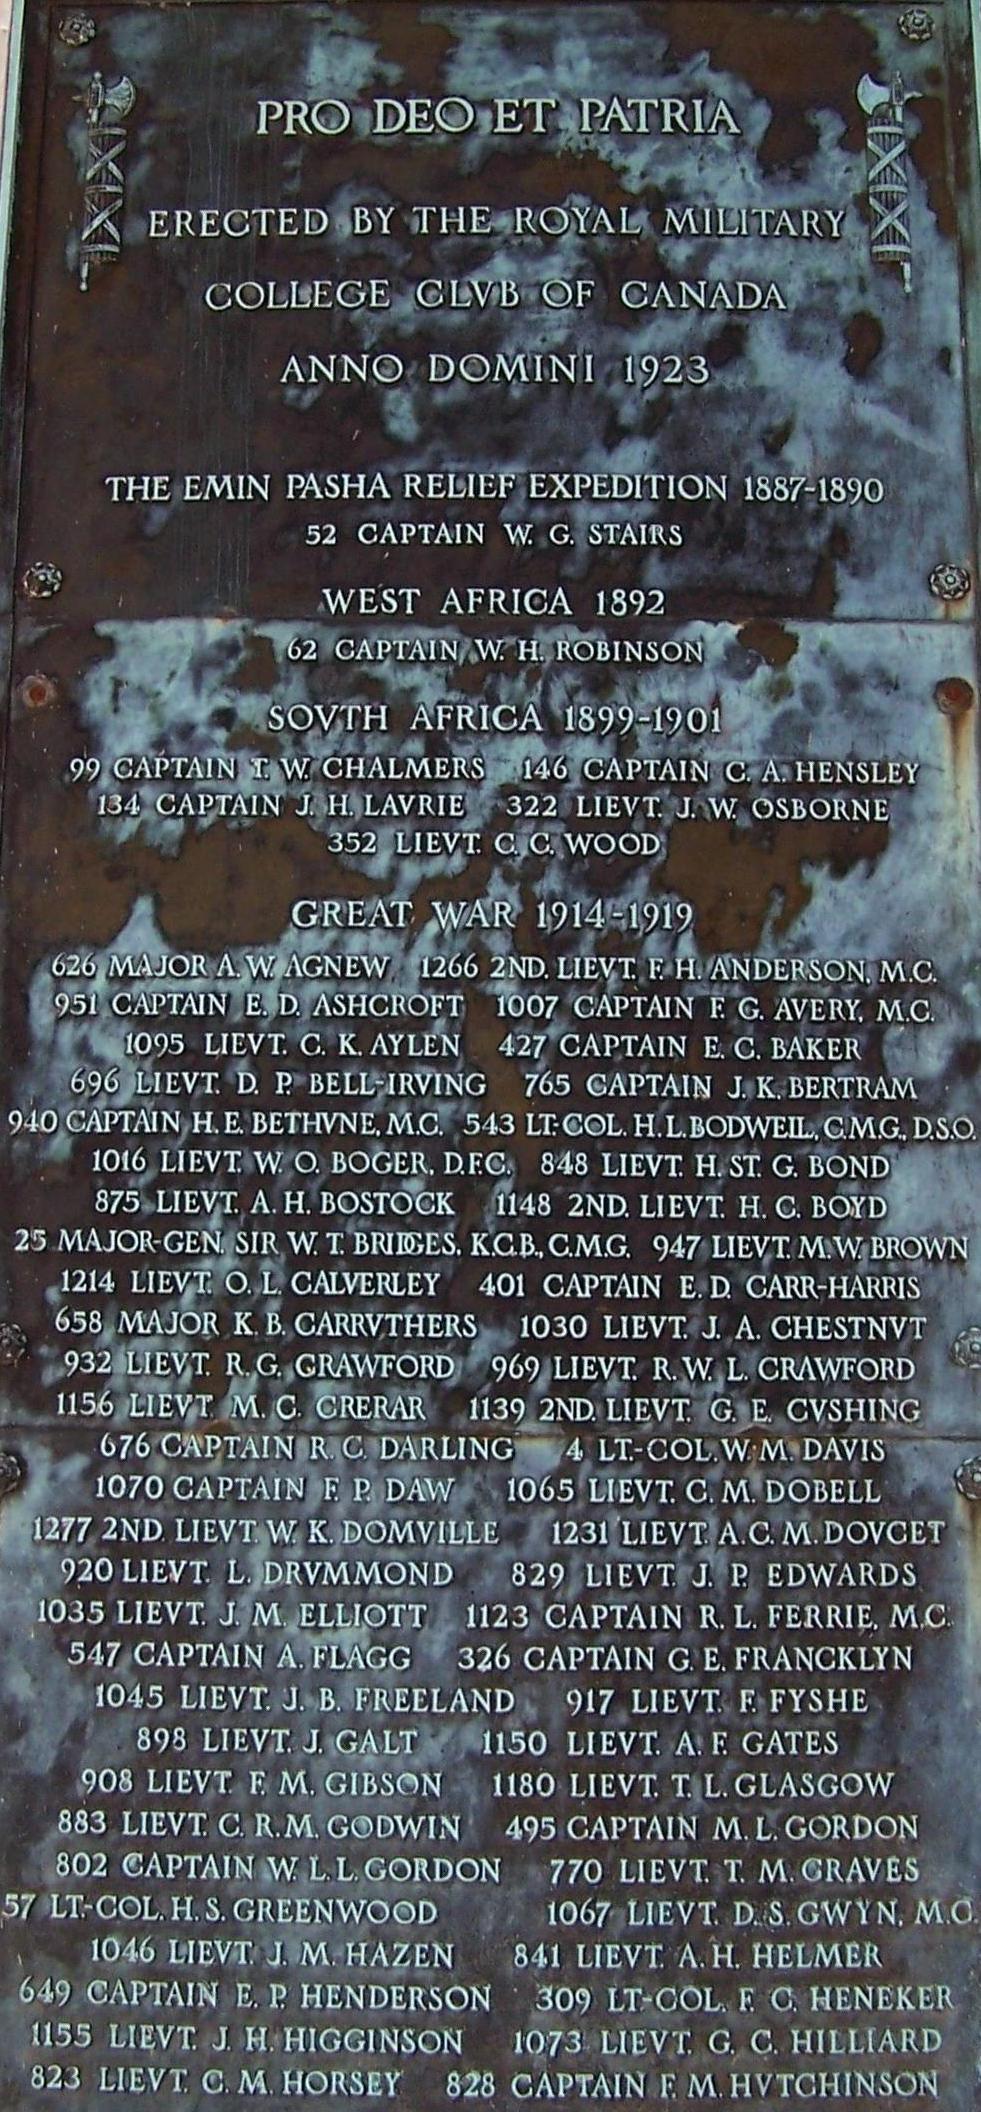 PRO DEO ET PATRIA
ERECTED BY THE ROYAL MILITARY
COLLEGE CLVB OF CANADA
ANNO DOMINI 1923
THE EMIN PASHA RELIEF EXPEDITION 1887-1890
52 CAPTAIN W. G. STAIRS
WEST AFRICA 1892
62 CAPTAIN W. H. ROBINSON
SOVTH AFRICA 1899-1901
99 CAPTAIN T. W. CHALMERS 146 CAPTAIN C. A. HENSLEY
134 CAPTAIN J. H. LAVRIE 322 LIEVT. J. W. OSBORNE
352 LIEVT. C. C. WOOD
GREAT WAR 1914-1919
626 MAJOR A. W. AGNEW 1266 2ND. LIEVT. F. H. ANDERSON, M.C.
951 CAPTAIN E. D. ASHCROFT 1007 CAPTAIN F. G. AVERY, M.C.
1095 LIEVT. C. K. AYLEN 427 CAPTAIN E. C. BAKER
696 LIEVT. D. P. BELL-IRVING 765 CAPTAIN J. K. BERTRAM
940 CAPTAIN H. E. BETHVNE, M.C. 543 LT-COL. H. L. BODWEIL, C.M.G., D.S.O.
1016 LIEVT. W. O. BOGER, D.F.C. 848 LIEVT. H. ST. G. BOND
875 LIEVT. A. H. BOSTOCK 1148 2ND. LIEVT. H. C. BOYD
25 MAJOR-GEN. SIR W. T. BRIDGES, K.C.B., C.M.G. 947 LIEVT. M. W. BROWN
1214 LIEVT. O. L. CALVERLEY 401 CAPTAIN E. D. CARR-HARRIS
658 MAJOR K. B. CARRVTHERS 1030 LIEVT. J. A. CHESTNVT
932 LIEVT. R. G. CRAWFORD 969 LIEVT. R. W. L. CRAWFORD
1156 LIEVT. M. C. CRERAR 1139 2ND. LIEVT. G. E. CVSHING
676 CAPTAIN R. C. DARLING 4 LT.-COL. W. M. DAVIS
1070 CAPTAIN F. P. DAW 1065 LIEVT. C. M. DOBELL
1277 2ND. LIEVT. W. K. DOMVILLE 1231 LIEVT. A. C. M. DOVCET
920 LIEVT. L. DRVMMOND 829 LIEVT. J. P. EDWARDS
1035 LIEVT. J. M. ELLIOTT 1123 CAPTAIN R. L. FERRIE, M.C.
547 CAPTAIN A. FLAGG 326 CAPTAIN G. E. FRANCKLYN
1045 LIEVT. J. B. FREELAND 917 LIEVT. F. FYSHE
898 LIEVT. J. GALT 1150 LIEVT. A. F. GATES
908 LIEVT. F. M. GIBSON 1180 LIEVT. T. L. GLASGOW
883 LIEVT. C. R. M. GODWIN 495 CAPTAIN M. L. GORDON
802 CAPTAIN W. L. L. GORDON 770 LIEVT. T. M. GRAVES
57 LT.-COL. H. S. GREENWOOD 1067 LIEVT. D. S. GWYN, M.C.
1046 LIEVT. J. M. HAZEN 841 LIEVT. A. H. HELMER
649 CAPTAIN E. P. HENDERSON 309 LT-COL. F. C. HENEKER
1155 LIEVT. J. H. HIGGINSON 1073 LIEVT. G. C. HILLIARD
823 LIEVT. C. M. HORSEY 828 CAPTAIN F. M. HVTCHINSON